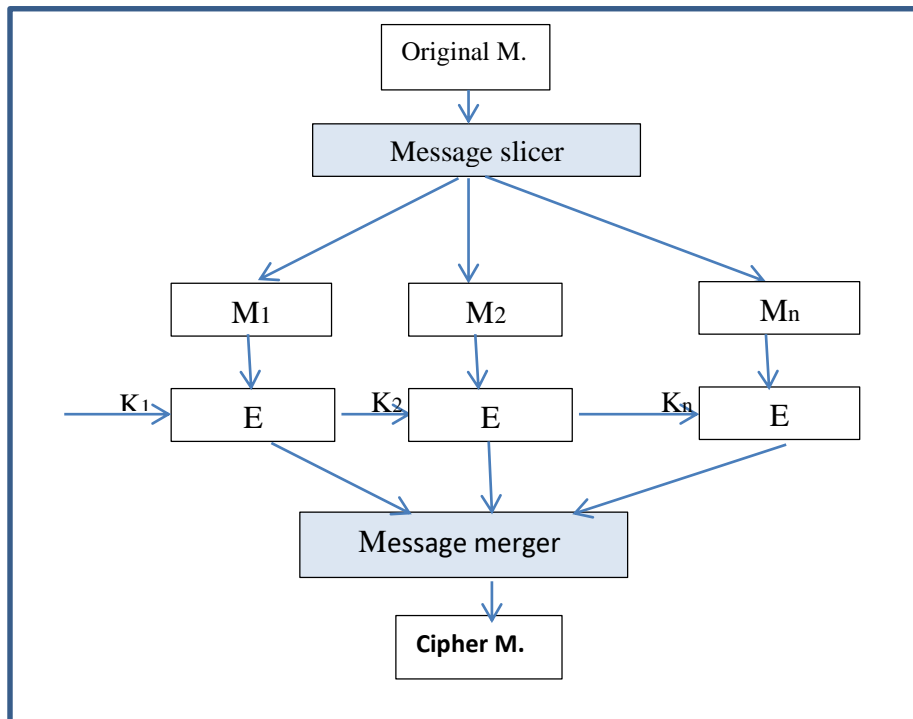 Original M.
Message slicer
M1 M2 Mn
K1 E K2 E Kn E
Message merger
Cipher M.